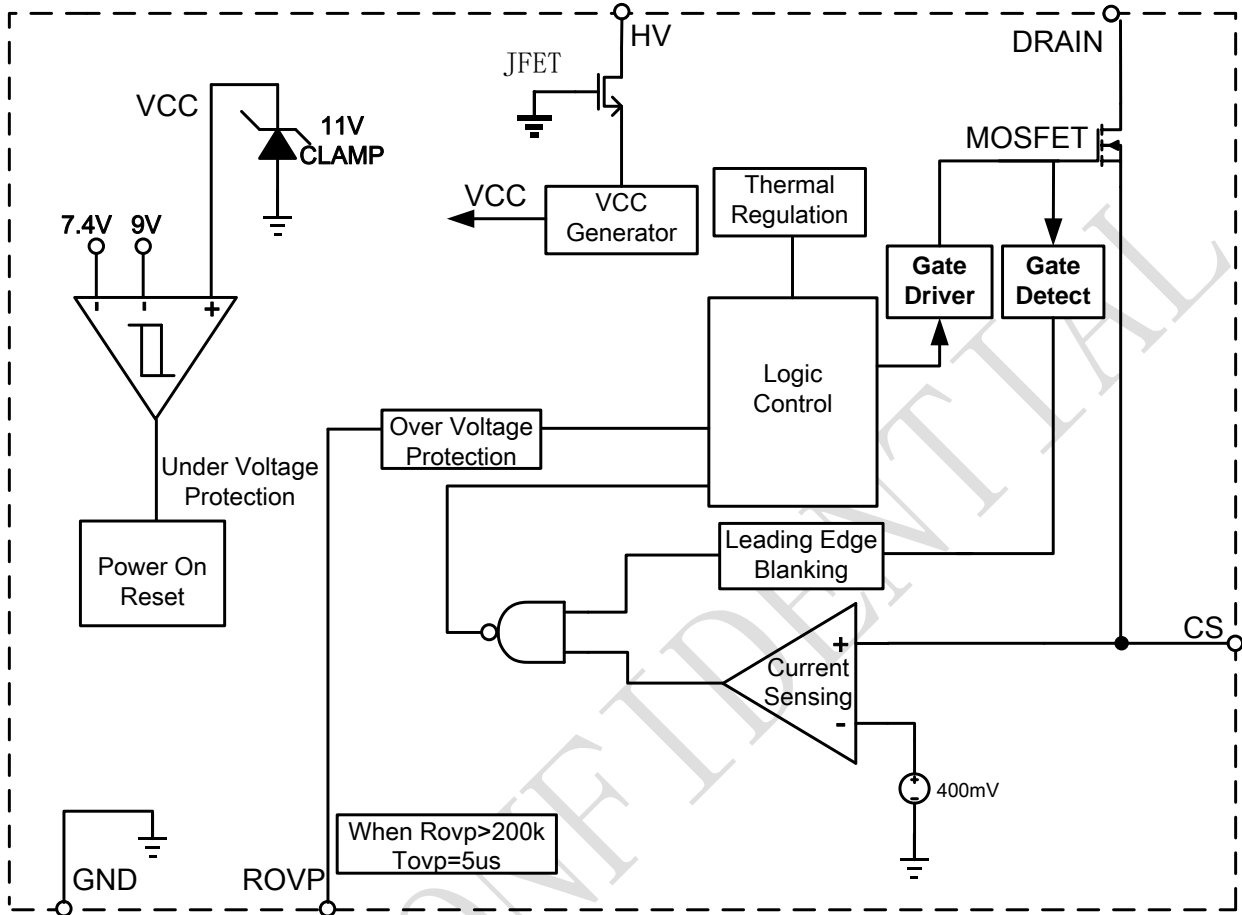 HV
DRAIN
JFET
VCC
11V
CLAMP
MOSFET
7.4V 9V
VCC
VCC
Generator
Thermal
Regulation
Gate
Driver
Gate
Detect
- - +
Logic
Control
Over Voltage
Protection
Under Voltage
Protection
Power On
Reset
Leading Edge
Blanking
CS
+
Current
Sensing
-
+
-
400mV
When Rovp>200k
Tovp=5us
GND
ROVP
ONFIDENTIAL